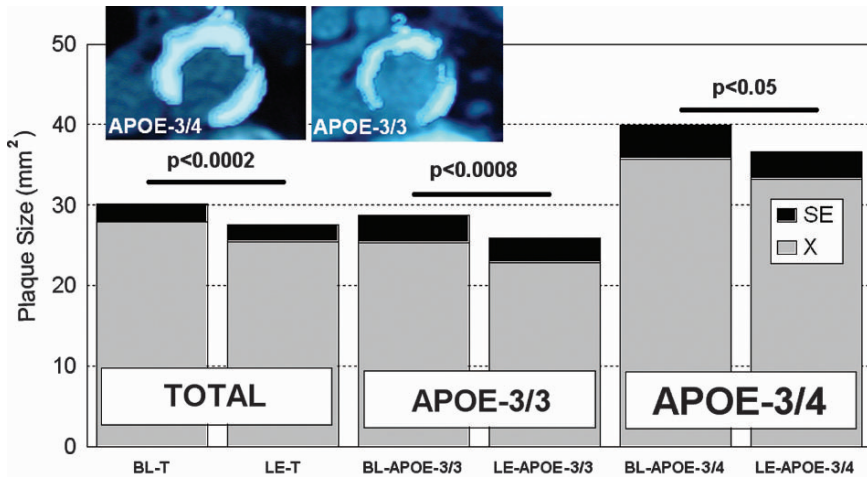 Plaque Size (mm²)
50
40
30
20
10
0
APOE-3/4
APOE-3/3
2
2
p<0.0002
p<0.0008
p<0.05
SE
X
TOTAL
APOE-3/3
APOE-3/4
BL-T
LE-T
BL-APOE-3/3
LE-APOE-3/3
BL-APOE-3/4
LE-APOE-3/4